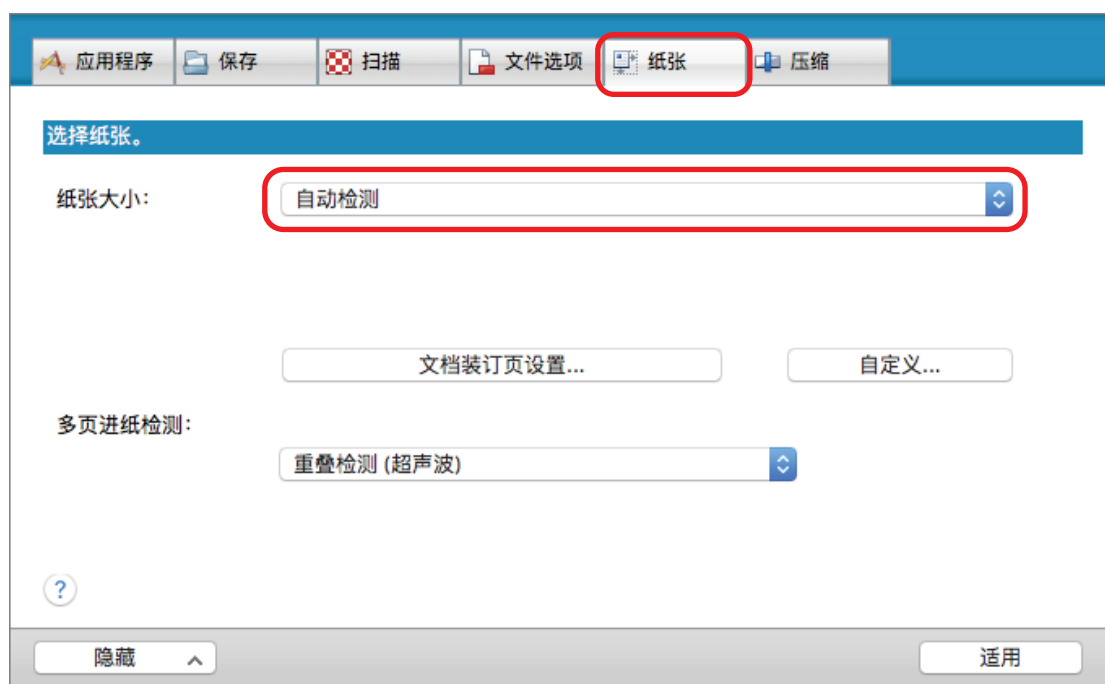 应用程序 保存 扫描 文件选项 纸张 压缩
选择纸张。
纸张大小: 自动检测
文档装订页设置... 自定义...
多页进纸检测:
重叠检测 (超声波)
?
隐藏 适用